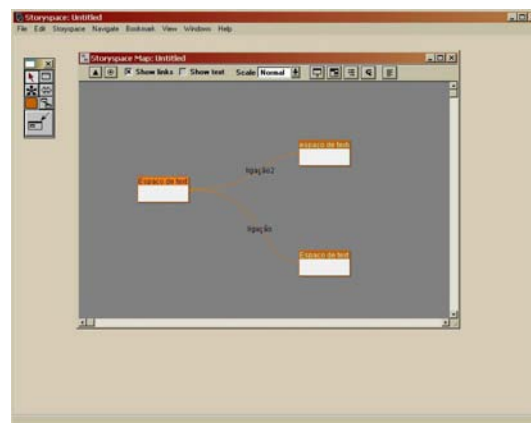 Storyspace: Untitled
File Edit Storyspace Navigate Bookmark View Windows Help
Storyspace Map: Untitled
Show links Show text Scale Normal
espaço de text
ligação2
Espaço de text
ligação
Espaço de text